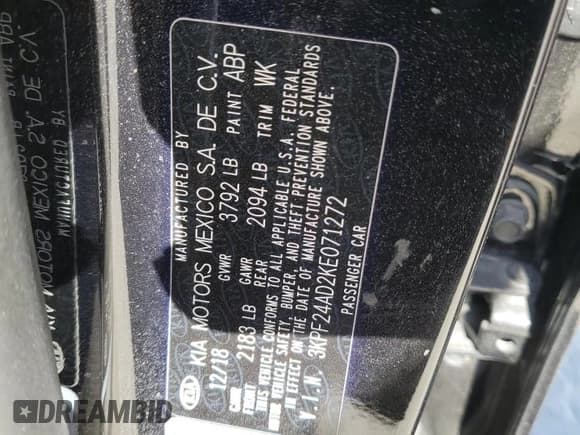 MANUFACTURED BY
KIA KIA MOTORS MEXICO S.A. DE C.V.
12/18 GVWR 3792 LB PAINT ABP
GAWR FRONT 2183 LB GAWR REAR 2094 LB TRIM WK
THIS VEHICLE CONFORMS TO ALL APPLICABLE U.S.A. FEDERAL
MOTOR VEHICLE SAFETY, BUMPER, AND THEFT PREVENTION STANDARDS
IN EFFECT ON THE DATE OF MANUFACTURE SHOWN ABOVE.
V.I.N. 3KPF24AD2KE071272
PASSENGER CAR
DREAMBID